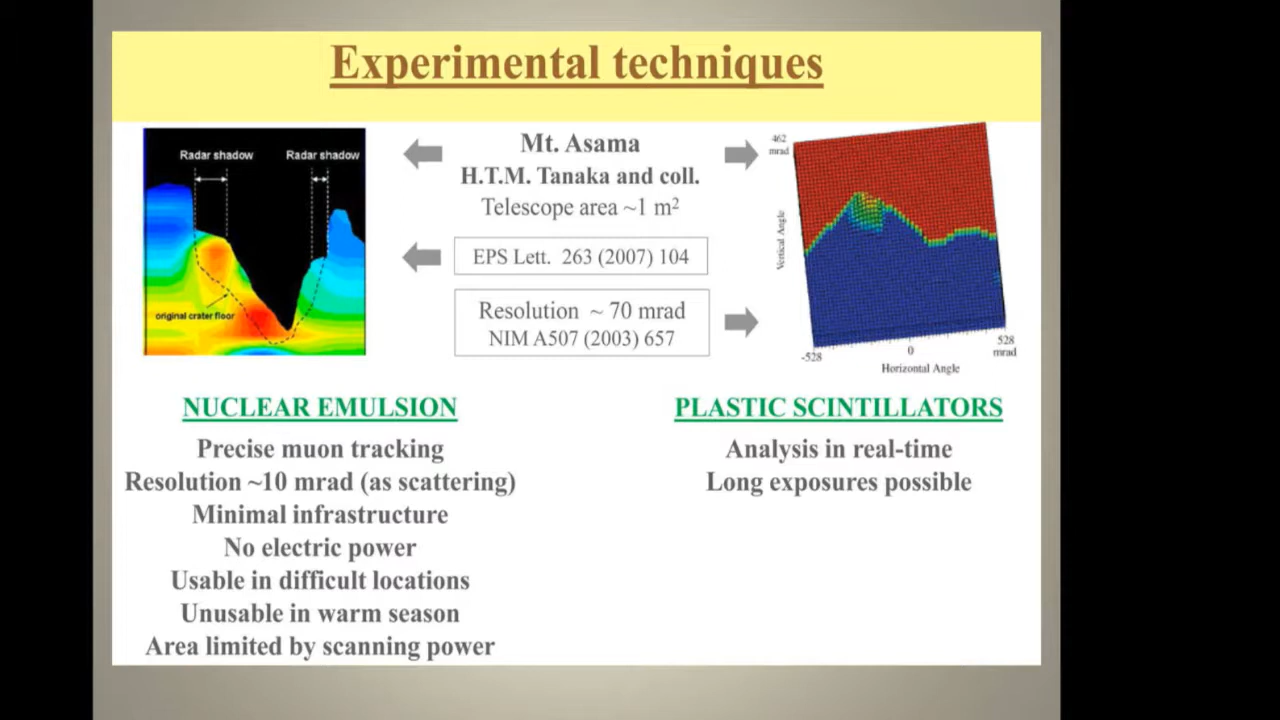 Experimental techniques
Radar shadow
Radar shadow
original crater floor
Mt. Asama
H.T.M. Tanaka and coll.
Telescope area ~1 m²
EPS Lett. 263 (2007) 104
Resolution ~ 70 mrad
NIM A507 (2003) 657
462
mrad
Vertical Angle
-528
0
528
mrad
Horizontal Angle
NUCLEAR EMULSION
Precise muon tracking
Resolution ~10 mrad (as scattering)
Minimal infrastructure
No electric power
Usable in difficult locations
Unusable in warm season
Area limited by scanning power
PLASTIC SCINTILLATORS
Analysis in real-time
Long exposures possible